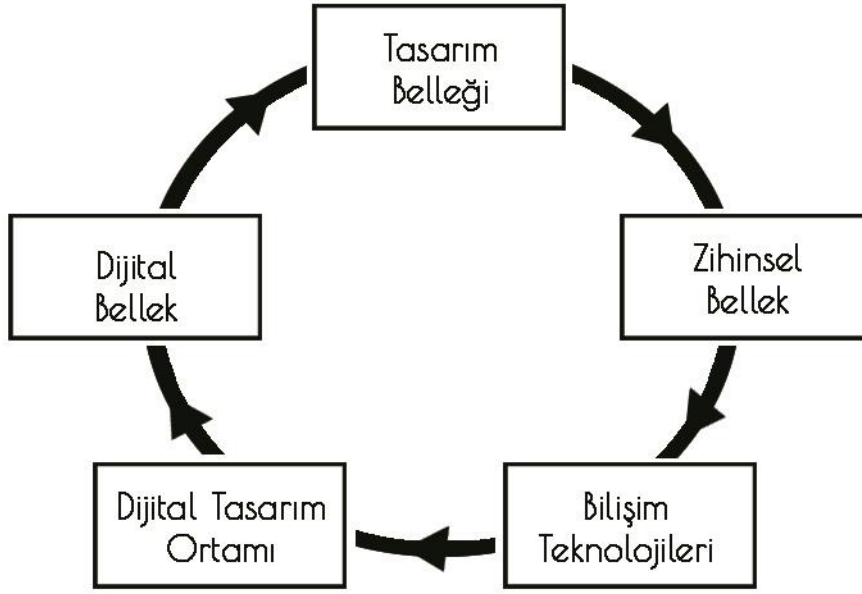 Tasarım
Belleği
Zihinsel
Bellek
Bilişim
Teknolojileri
Dijital Tasarım
Ortamı
Dijital
Bellek